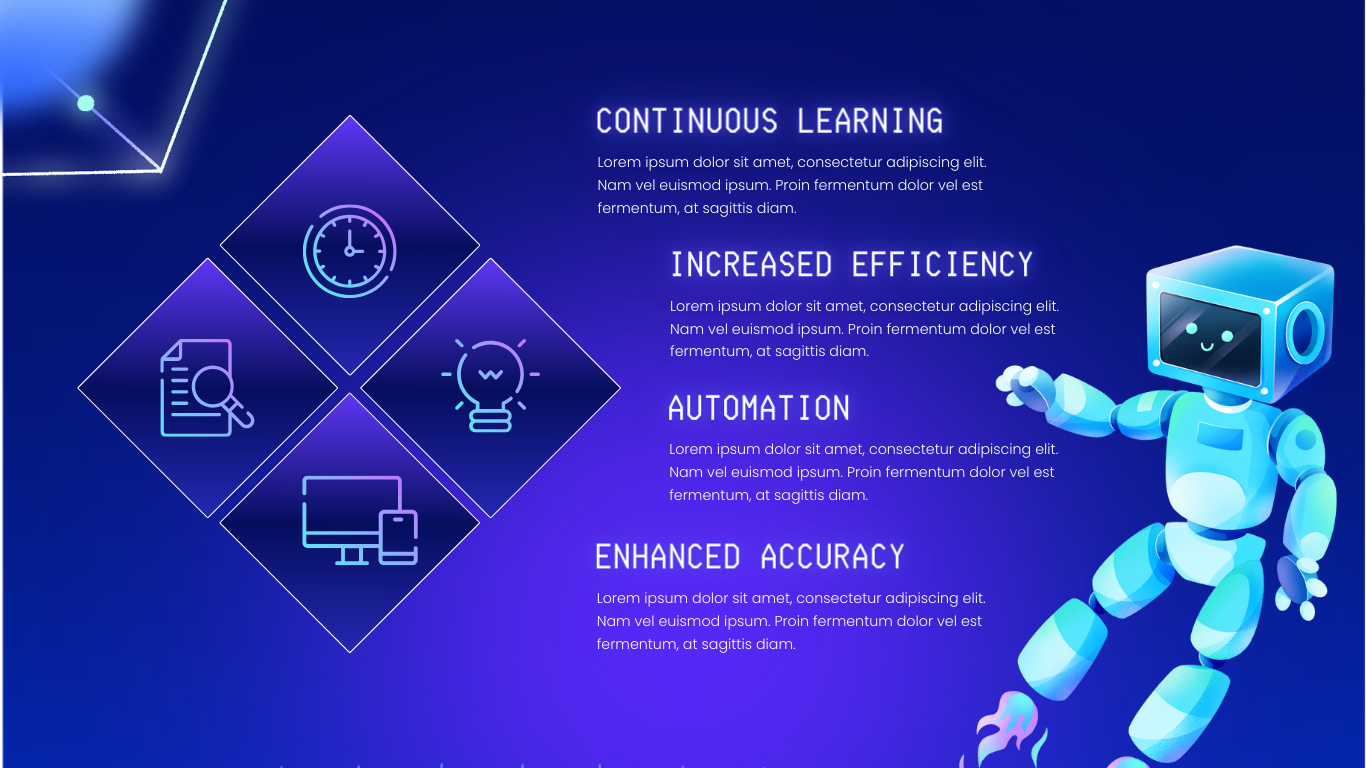 CONTINUOUS LEARNING
Lorem ipsum dolor sit amet, consectetur adipiscing elit.
Nam vel euismod ipsum. Proin fermentum dolor vel est
fermentum, at sagittis diam.
INCREASED EFFICIENCY
Lorem ipsum dolor sit amet, consectetur adipiscing elit.
Nam vel euismod ipsum. Proin fermentum dolor vel est
fermentum, at sagittis diam.
AUTOMATION
Lorem ipsum dolor sit amet, consectetur adipiscing elit.
Nam vel euismod ipsum. Proin fermentum dolor vel est
fermentum, at sagittis diam.
ENHANCED ACCURACY
Lorem ipsum dolor sit amet, consectetur adipiscing elit.
Nam vel euismod ipsum. Proin fermentum dolor vel est
fermentum, at sagittis diam.